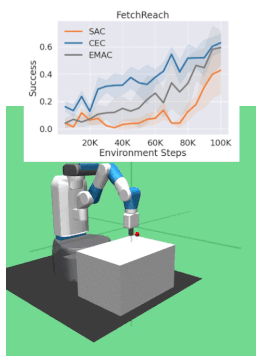 FetchReach
SAC
CEC
EMAC
Success
0.6
0.4
0.2
0.0
20K 40K 60K 80K 100K
Environment Steps